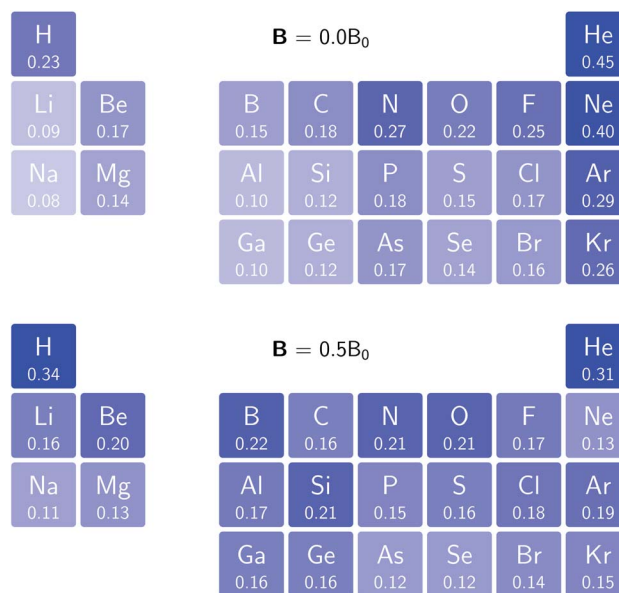 H B = 0.0B₀ He
0.23 0.45
Li Be B C N O F Ne
0.09 0.17 0.15 0.18 0.27 0.22 0.25 0.40
Na Mg Al Si P S Cl Ar
0.08 0.14 0.10 0.12 0.18 0.15 0.17 0.29
Ga Ge As Se Br Kr
0.10 0.12 0.17 0.14 0.16 0.26
H B = 0.5B₀ He
0.34 0.31
Li Be B C N O F Ne
0.16 0.20 0.22 0.16 0.21 0.21 0.17 0.13
Na Mg Al Si P S Cl Ar
0.11 0.13 0.17 0.21 0.15 0.16 0.18 0.19
Ga Ge As Se Br Kr
0.16 0.16 0.12 0.12 0.14 0.15